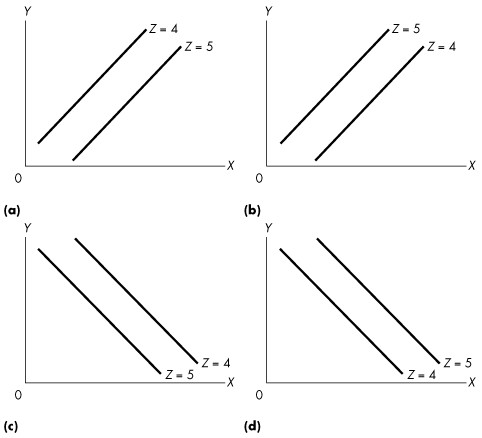 Y Y
Z = 4 Z = 5
Z = 5 Z = 4
X X
0 0
(a) (b)
Y Y
Z = 4 Z = 5
Z = 5 Z = 4
X X
0 0
(c) (d)